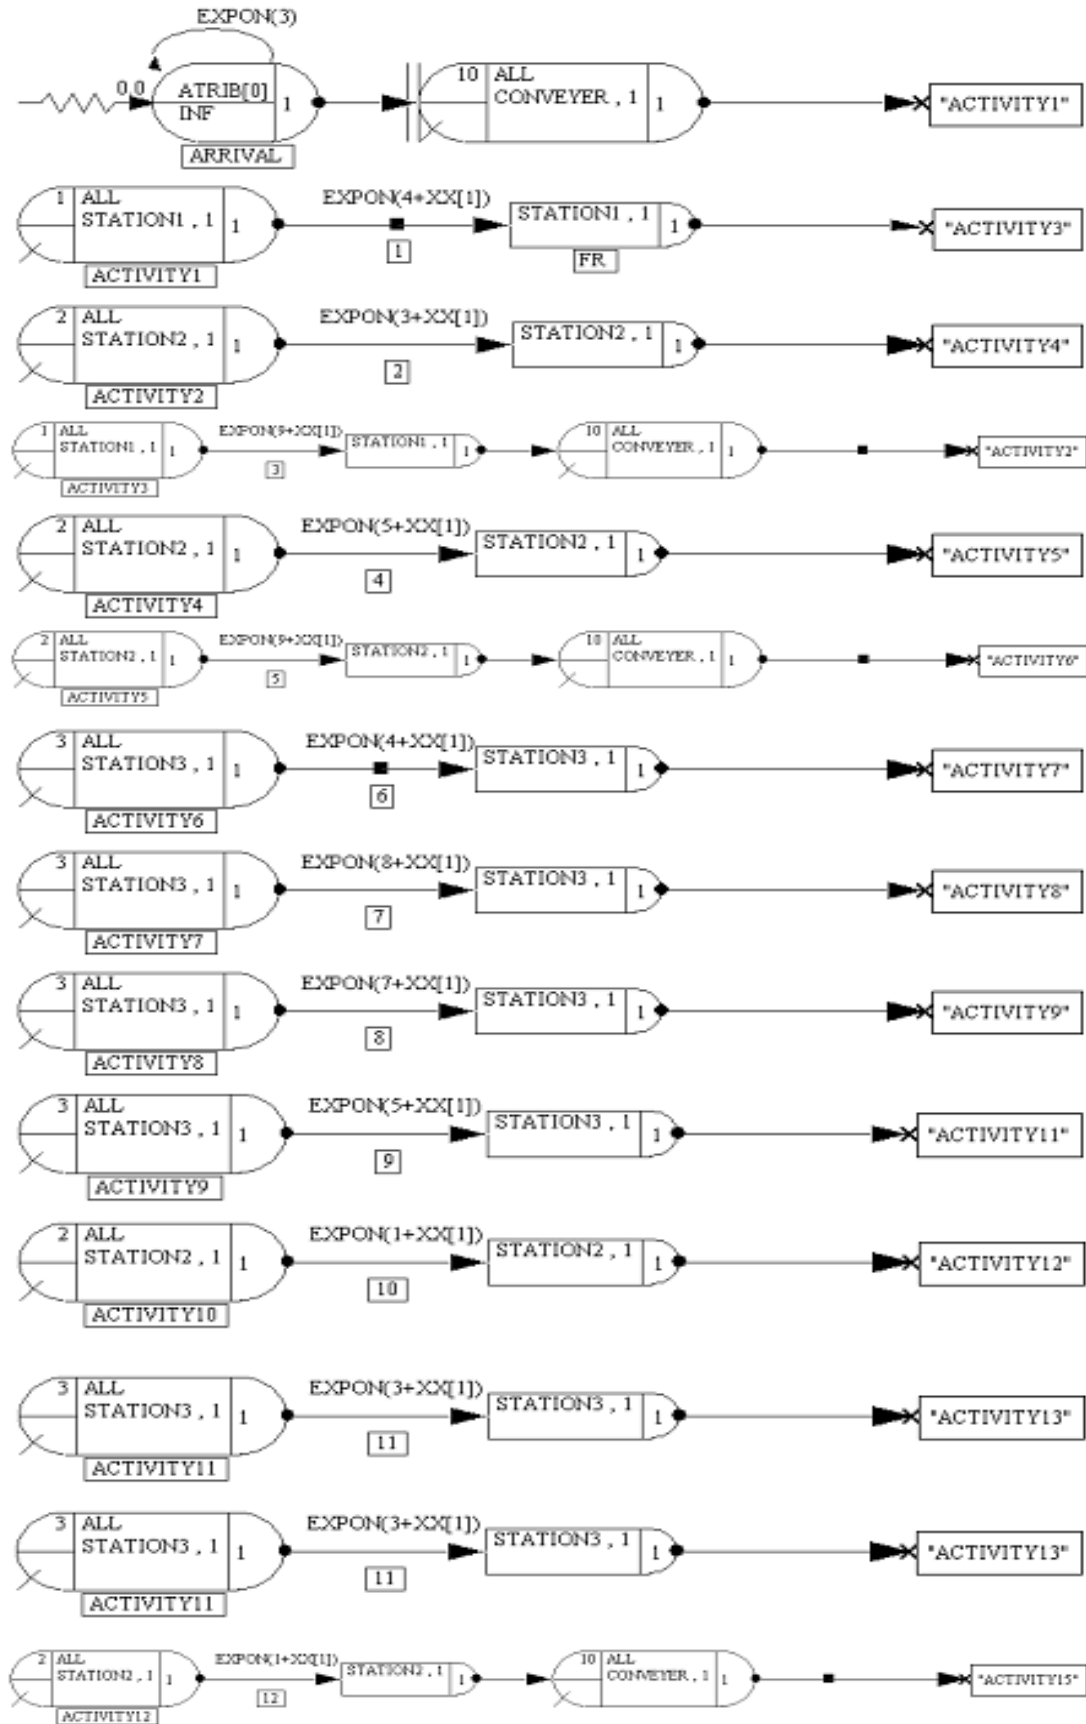 EXPON(3)
0,0
ATRIB[0]
INF
1
ARRIVAL
10
ALL
CONVEYER, 1
1
"ACTIVITY1"
1
ALL
STATION1, 1
1
ACTIVITY1
EXPON(4+XX[1])
1
STATION1, 1
1
FR
"ACTIVITY3"
2
ALL
STATION2, 1
1
ACTIVITY2
EXPON(3+XX[1])
2
STATION2, 1
1
"ACTIVITY4"
1
ALL
STATION1, 1
1
ACTIVITY3
EXPON(9+XX[1])
3
STATION1, 1
1
10
ALL
CONVEYER, 1
1
"ACTIVITY2"
2
ALL
STATION2, 1
1
ACTIVITY4
EXPON(5+XX[1])
4
STATION2, 1
1
"ACTIVITY5"
2
ALL
STATION2, 1
1
ACTIVITY5
EXPON(9+XX[1])
5
STATION2, 1
1
10
ALL
CONVEYER, 1
1
"ACTIVITY6"
3
ALL
STATION3, 1
1
ACTIVITY6
EXPON(4+XX[1])
6
STATION3, 1
1
"ACTIVITY7"
3
ALL
STATION3, 1
1
ACTIVITY7
EXPON(8+XX[1])
7
STATION3, 1
1
"ACTIVITY8"
3
ALL
STATION3, 1
1
ACTIVITY8
EXPON(7+XX[1])
8
STATION3, 1
1
"ACTIVITY9"
3
ALL
STATION3, 1
1
ACTIVITY9
EXPON(5+XX[1])
9
STATION3, 1
1
"ACTIVITY11"
2
ALL
STATION2, 1
1
ACTIVITY10
EXPON(1+XX[1])
10
STATION2, 1
1
"ACTIVITY12"
3
ALL
STATION3, 1
1
ACTIVITY11
EXPON(3+XX[1])
11
STATION3, 1
1
"ACTIVITY13"
3
ALL
STATION3, 1
1
ACTIVITY11
EXPON(3+XX[1])
11
STATION3, 1
1
"ACTIVITY13"
2
ALL
STATION2, 1
1
ACTIVITY12
EXPON(1+XX[1])
12
STATION2, 1
1
10
ALL
CONVEYER, 1
1
"ACTIVITY15"